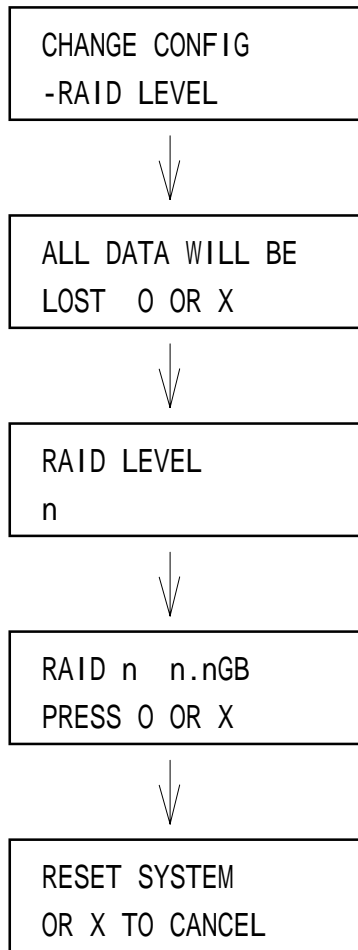 CHANGE CONFIG
-RAID LEVEL
ALL DATA WILL BE
LOST O OR X
RAID LEVEL
n
RAID n n.nGB
PRESS O OR X
RESET SYSTEM
OR X TO CANCEL